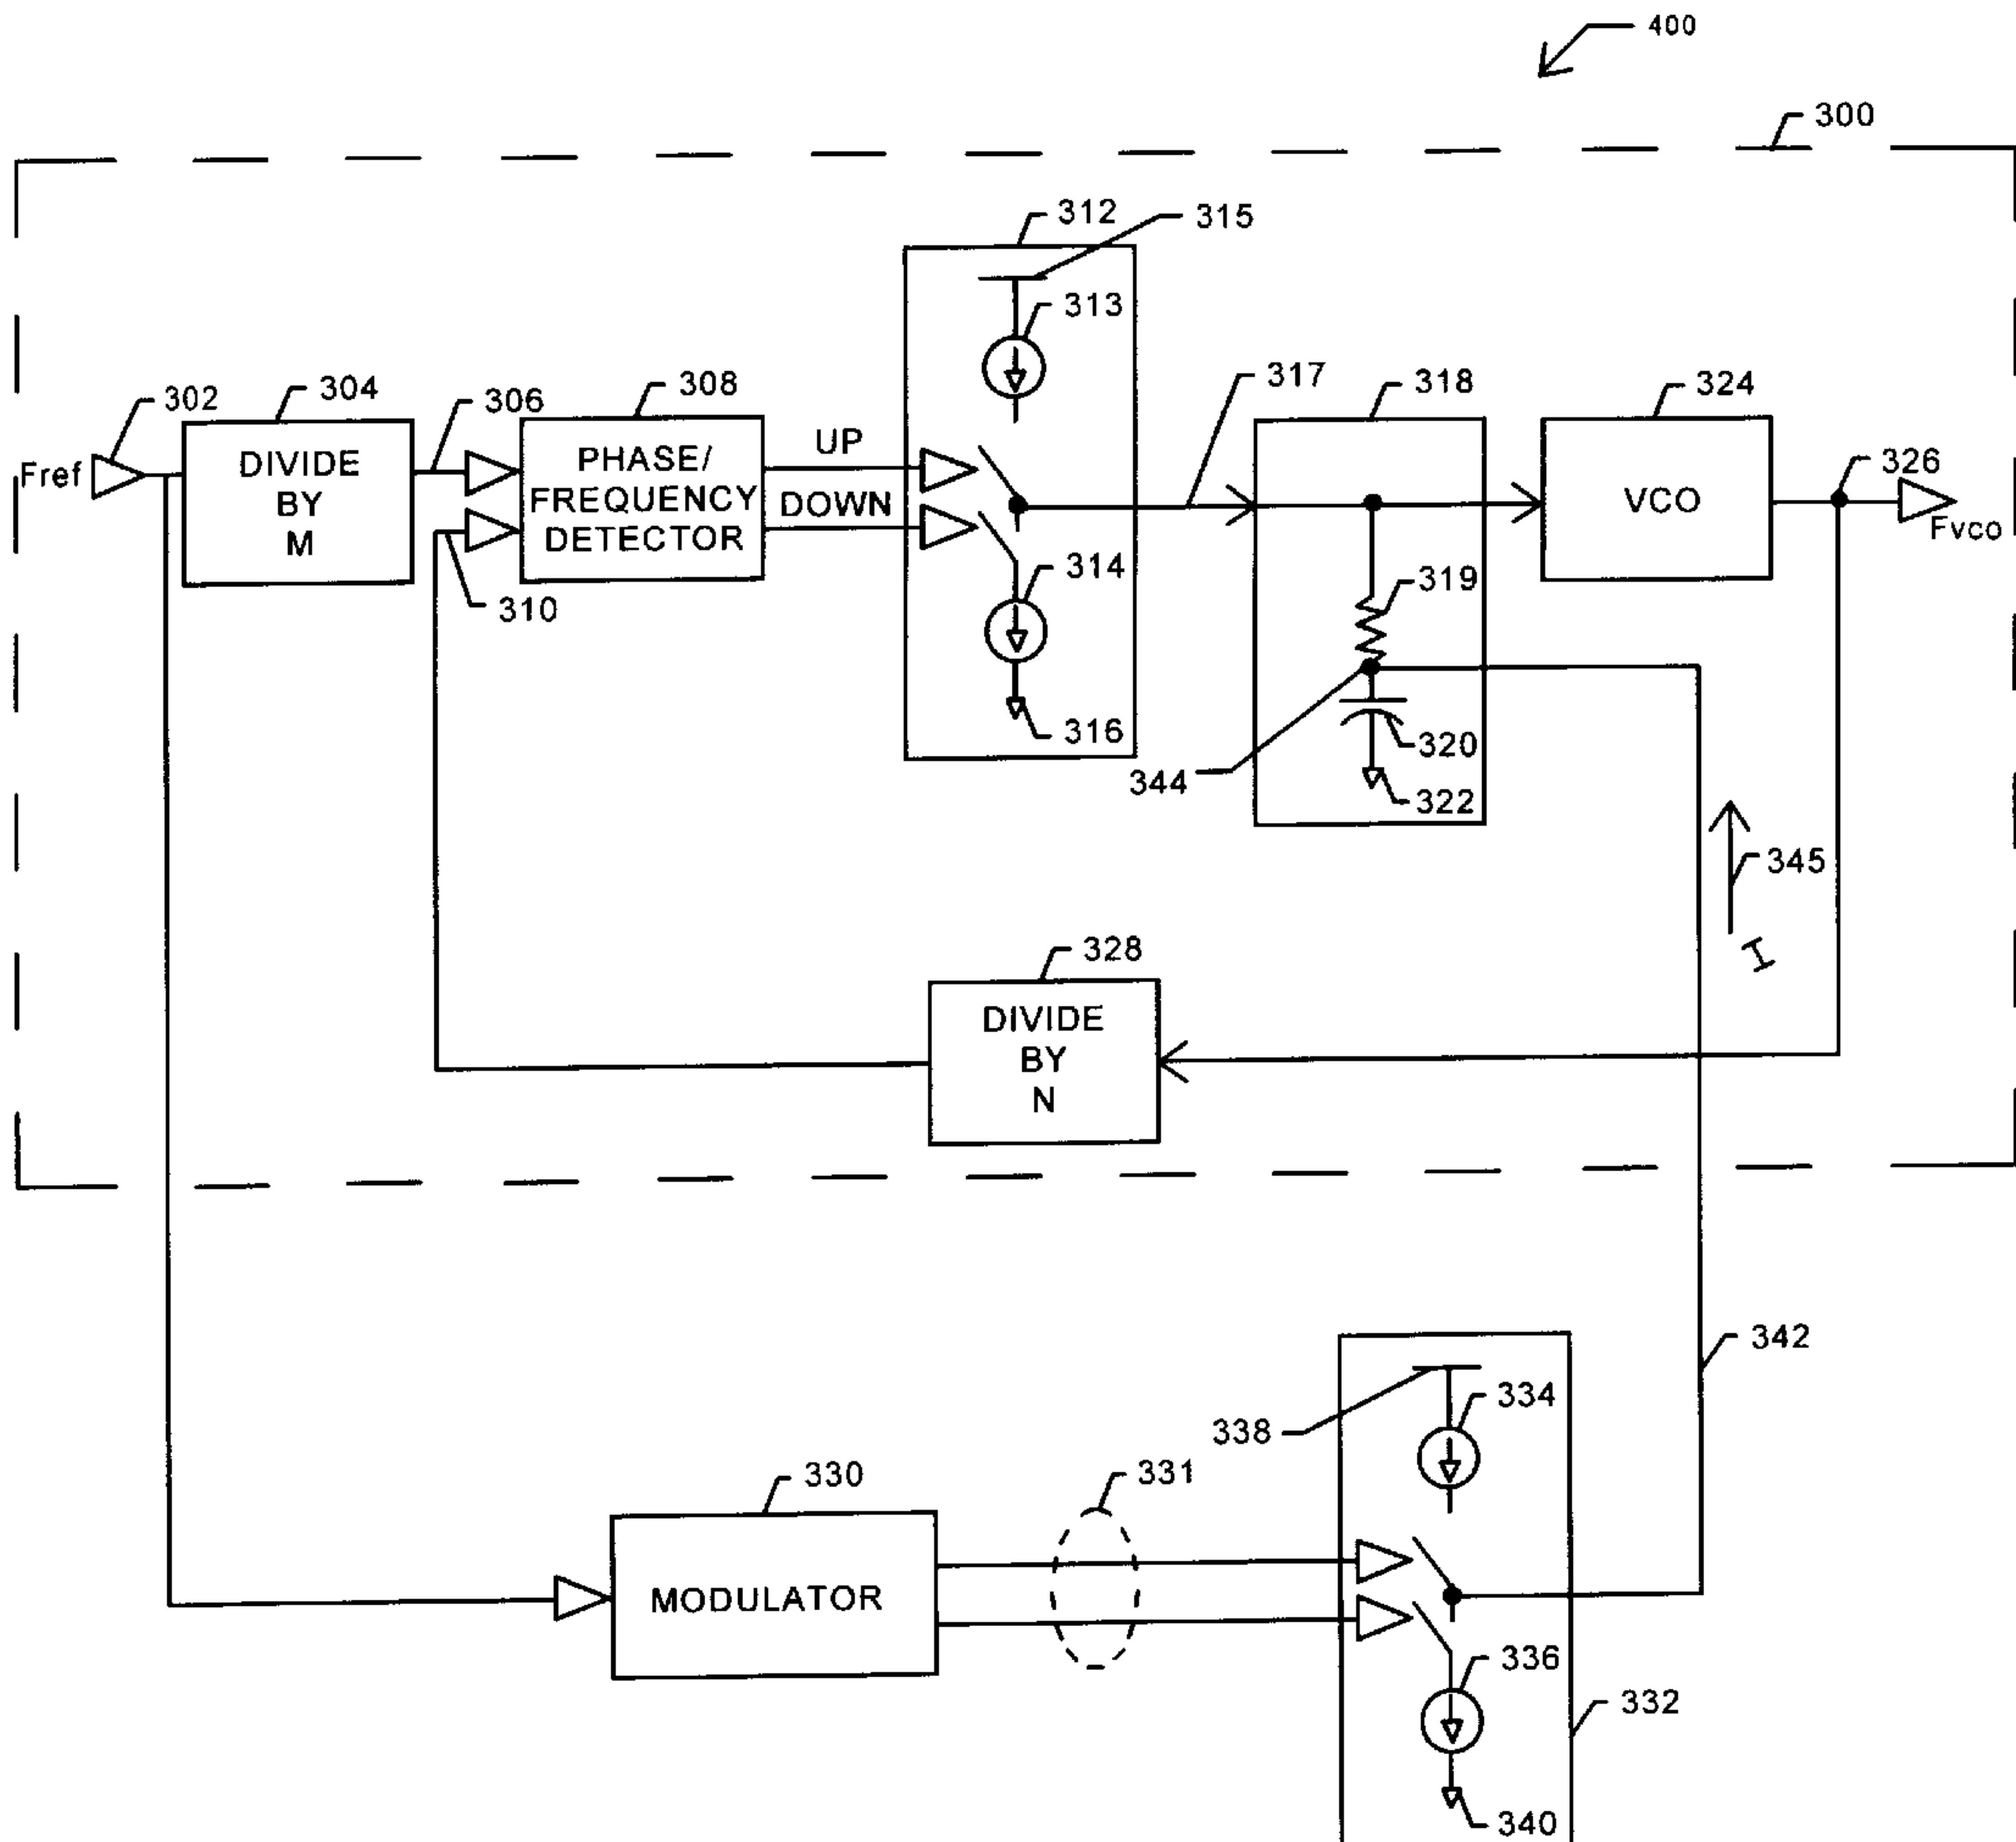 400
300
312
315
313
302
304
306
308
317
318
324
Fref
DIVIDE
BY
M
PHASE/
FREQUENCY
DETECTOR
UP
DOWN
VCO
326
Fvco
310
314
319
316
344
320
322
345
I
328
DIVIDE
BY
N
342
334
338
330
331
MODULATOR
336
332
340